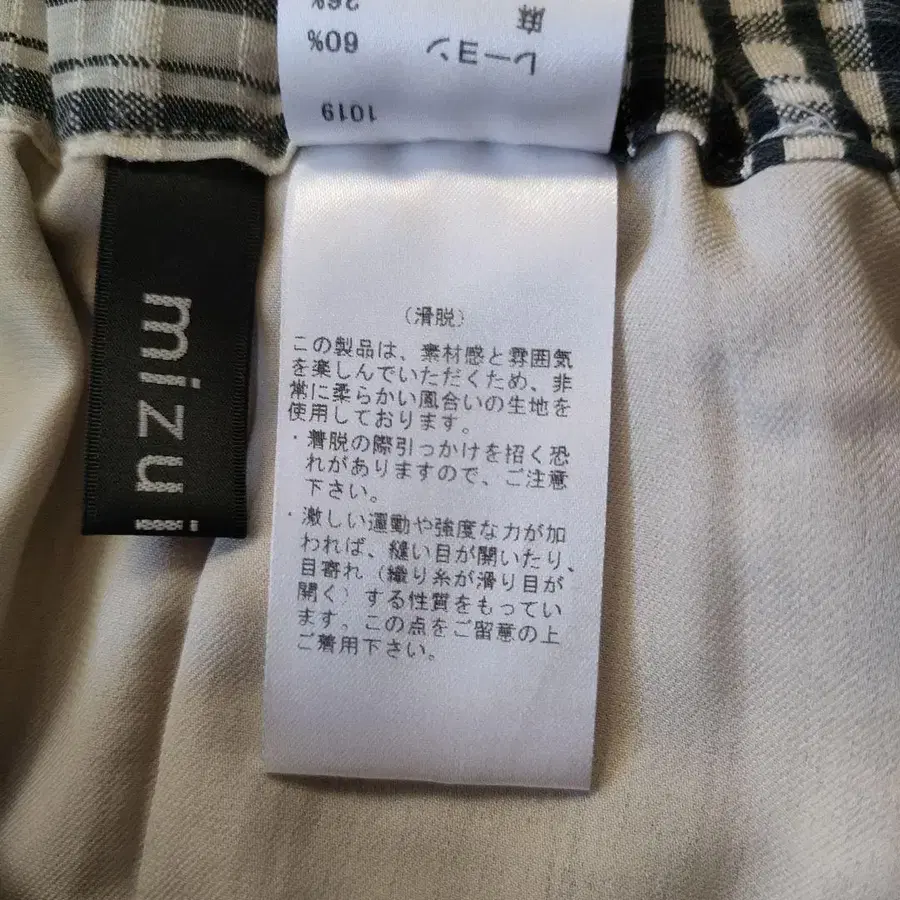 麻 36%
レーヨン 60%
1019
mizui
(滑脱)
この製品は、素材感と雰囲気
を楽しんでいただくため、非
常に柔らかい風合いの生地を
使用しております。
・着脱の際引っかけを招く恐
れがありますので、ご注意
下さい。
・激しい運動や強度な力が加
われば、縫い目が開いたり、
目寄れ(織り糸が滑り目が
開く)する性質をもってい
ます。この点をご留意の上
ご着用下さい。